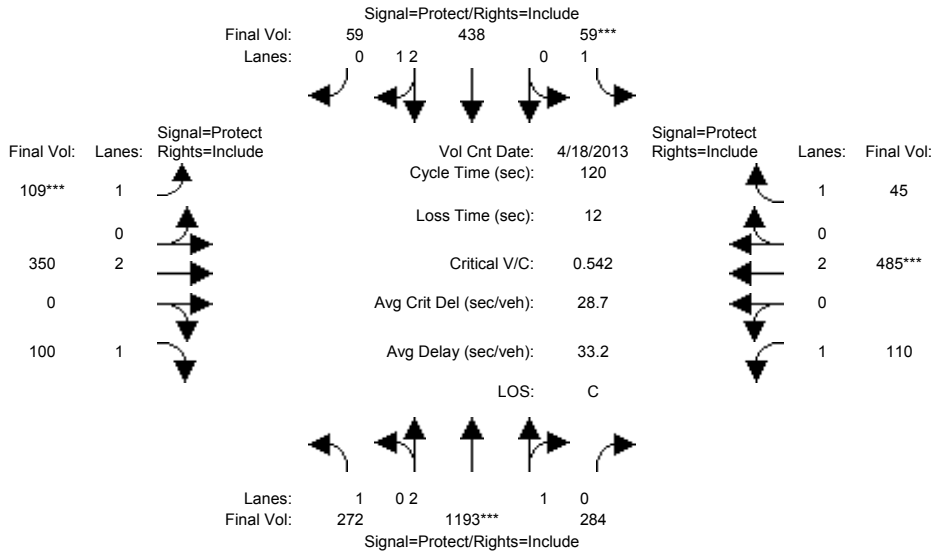 Signal=Protect/Rights=Include
Final Vol: 59 438 59***
Lanes: 0 1 2 0 1
Signal=Protect
Final Vol: Lanes: Rights=Include
Vol Cnt Date: 4/18/2013
Signal=Protect
Rights=Include Lanes: Final Vol:
Cycle Time (sec): 120
109*** 1
1 45
Loss Time (sec): 12
0
0
350 2
Critical V/C: 0.542
2 485***
0 0
Avg Crit Del (sec/veh): 28.7
0
100 1
Avg Delay (sec/veh): 33.2
1 110
LOS: C
Lanes: 1 0 2 1 0
Final Vol: 272 1193*** 284
Signal=Protect/Rights=Include